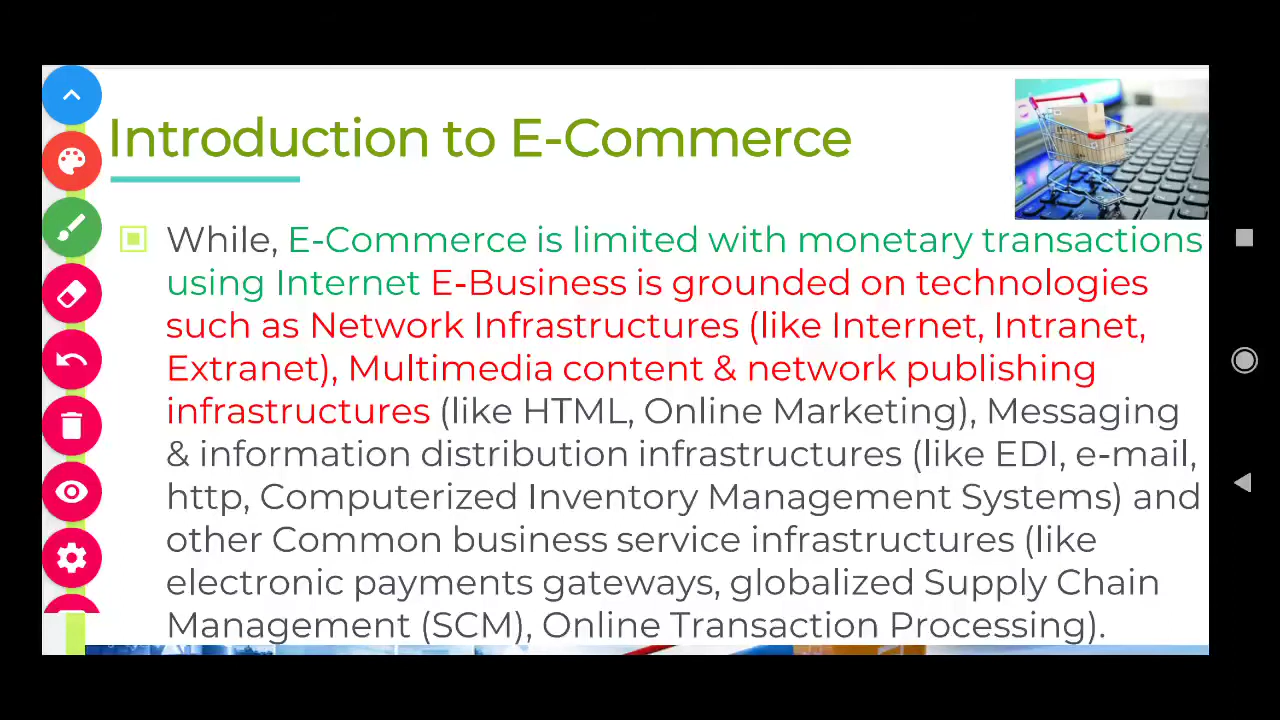 Introduction to E-Commerce
While, E-Commerce is limited with monetary transactions
using Internet E-Business is grounded on technologies
such as Network Infrastructures (like Internet, Intranet,
Extranet), Multimedia content & network publishing
infrastructures (like HTML, Online Marketing), Messaging
& information distribution infrastructures (like EDI, e-mail,
http, Computerized Inventory Management Systems) and
other Common business service infrastructures (like
electronic payments gateways, globalized Supply Chain
Management (SCM), Online Transaction Processing).